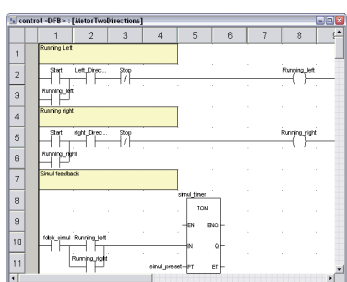 control <DFB> : [MotorTwoDirections]
1 2 3 4 5 6 7 8
1 Running Left
2 Start Left_Direc... Stop Running_left
3 Running_left
4 Running right
5 Start right_Direc... Stop Running_right
6 Running_right
7 Simul feedback
8 simul_timer
TON
9 EN ENO
10 fdbk_simul Running_left IN Q
11 Running_right simul_preset PT ET